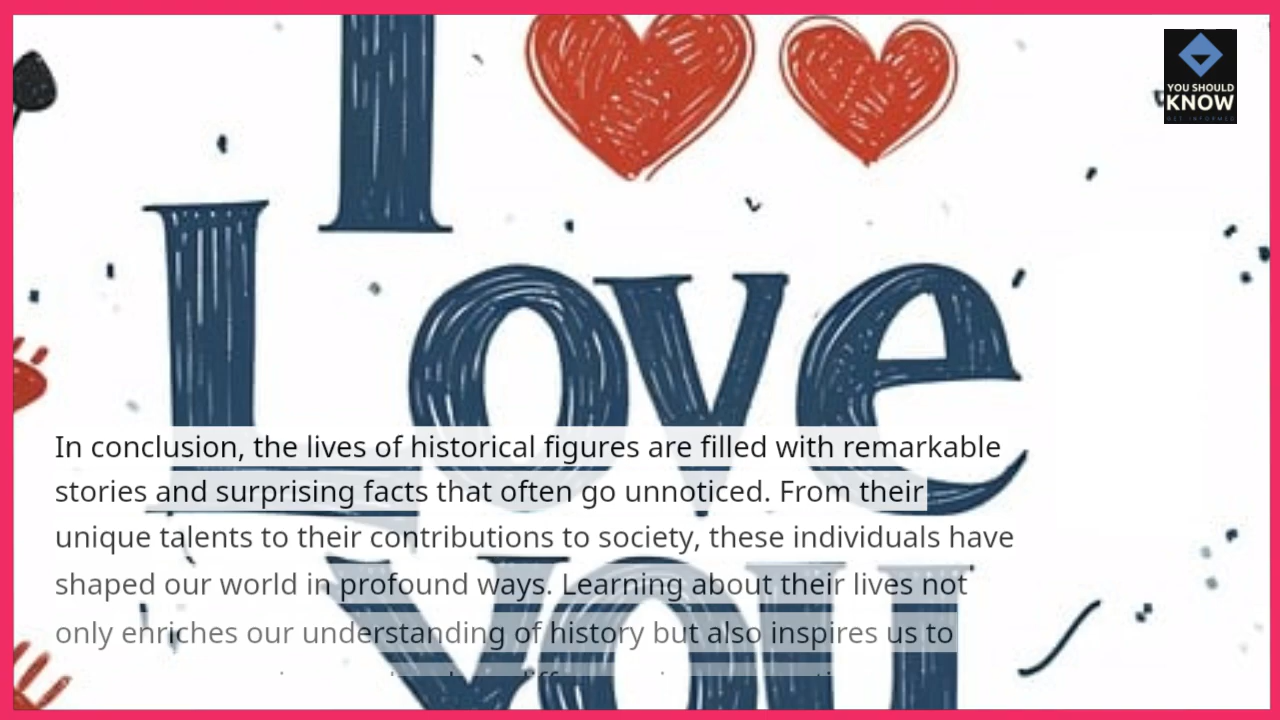 I
Love
You
YOU SHOULD
KNOW
GET INFORMED
In conclusion, the lives of historical figures are filled with remarkable
stories and surprising facts that often go unnoticed. From their
unique talents to their contributions to society, these individuals have
shaped our world in profound ways. Learning about their lives not
only enriches our understanding of history but also inspires us to